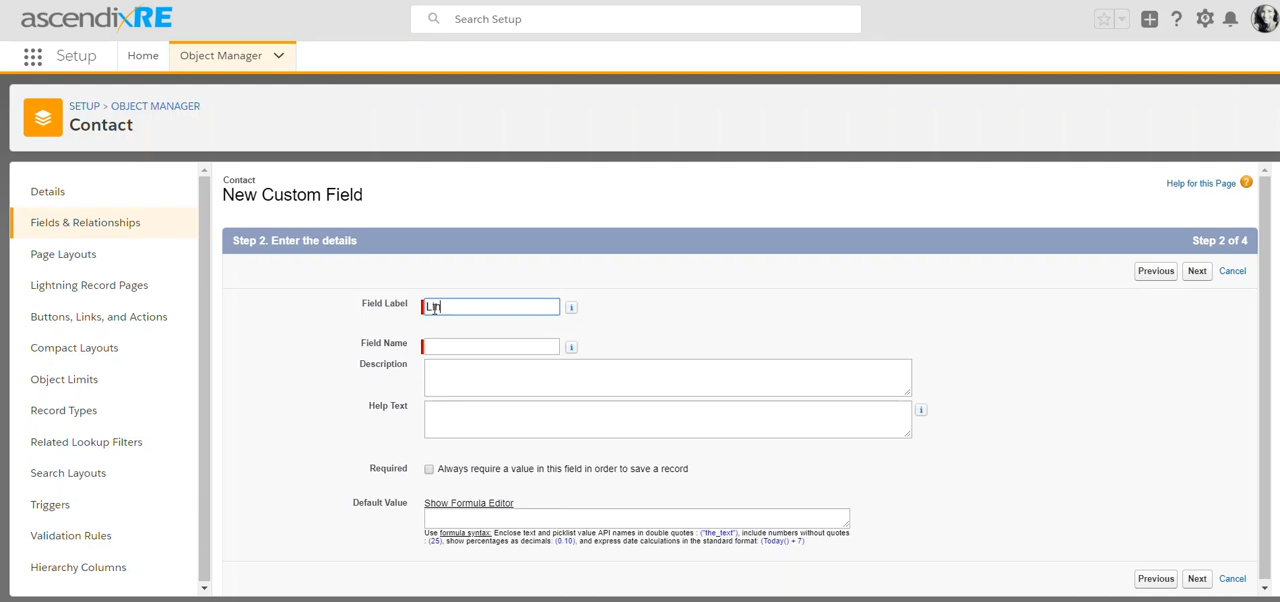 ascendixRE
Search Setup
Setup
Home
Object Manager
SETUP > OBJECT MANAGER
Contact
Details
Fields & Relationships
Page Layouts
Lightning Record Pages
Buttons, Links, and Actions
Compact Layouts
Object Limits
Record Types
Related Lookup Filters
Search Layouts
Triggers
Validation Rules
Hierarchy Columns
Contact
New Custom Field
Help for this Page ?
Step 2. Enter the details
Step 2 of 4
Previous Next Cancel
Field Label
i
Field Name
i
Description
Help Text
i
Required
Always require a value in this field in order to save a record
Default Value
Show Formula Editor
Use formula syntax: Enclose text and picklist value API names in double quotes : ("the_text"), include numbers without quotes
: (25), show percentages as decimals: (0.10), and express date calculations in the standard format: (Today() + 7)
Previous Next Cancel